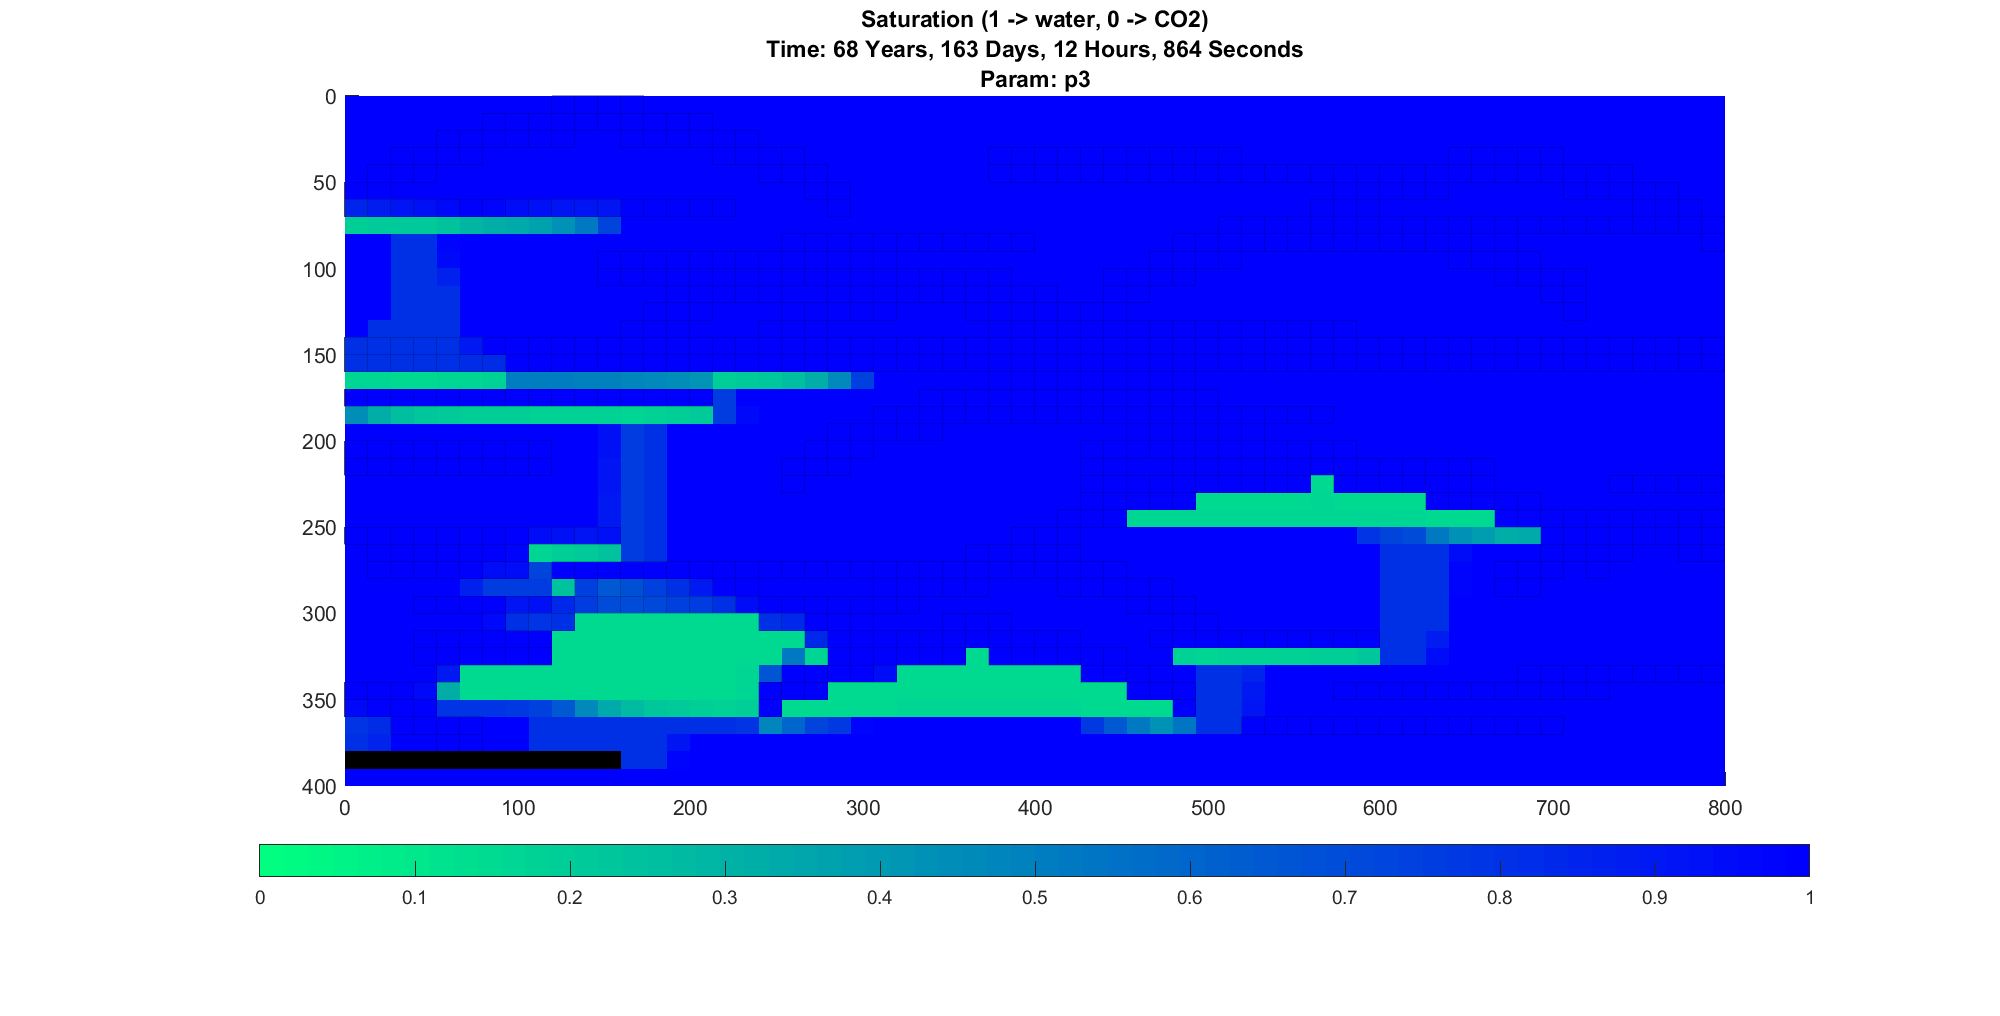 Saturation (1 -> water, 0 -> CO2)
Time: 68 Years, 163 Days, 12 Hours, 864 Seconds
Param: p3
0
50
100
150
200
250
300
350
400
0 100 200 300 400 500 600 700 800
0 0.1 0.2 0.3 0.4 0.5 0.6 0.7 0.8 0.9 1